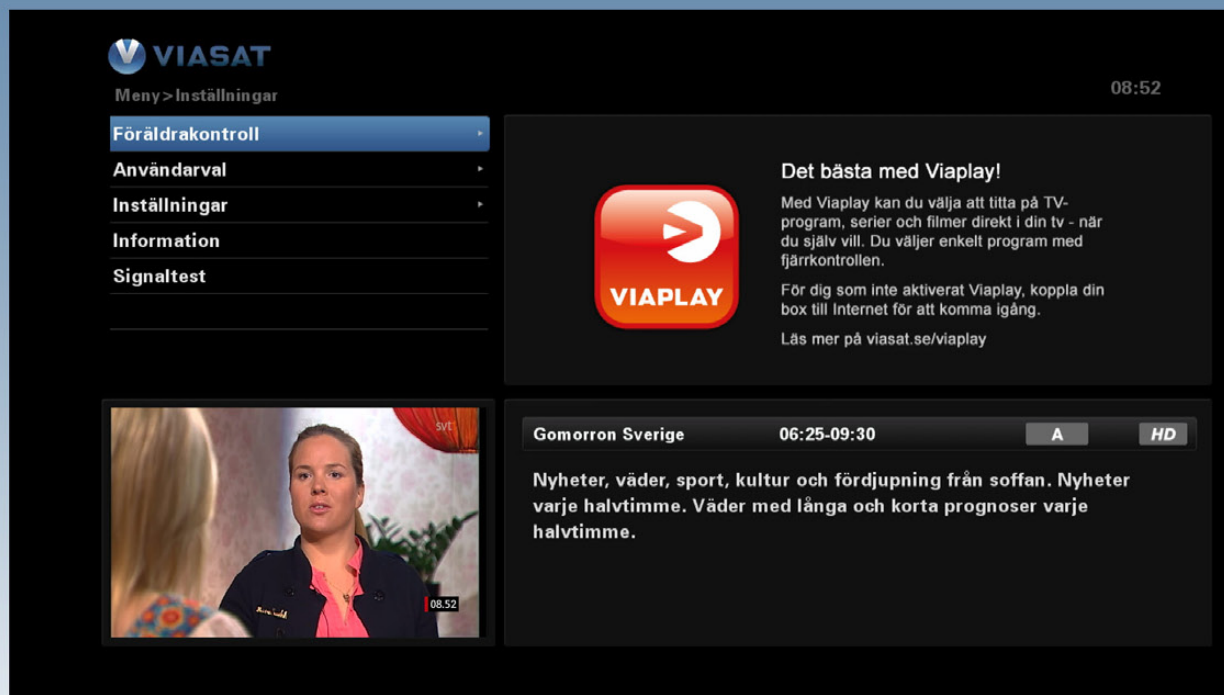 VIASAT
Meny>Inställningar
08:52
Föräldrakontroll
Användarval
Inställningar
Information
Signaltest
VIAPLAY
Det bästa med Viaplay!
Med Viaplay kan du välja att titta på TV-
program, serier och filmer direkt i din tv - när
du själv vill. Du väljer enkelt program med
fjärrkontrollen.
För dig som inte aktiverat Viaplay, koppla din
box till Internet för att komma igång.
Läs mer på viasat.se/viaplay
svt
08.52
Gomorron Sverige 06:25-09:30 A HD
Nyheter, väder, sport, kultur och fördjupning från soffan. Nyheter
varje halvtimme. Väder med långa och korta prognoser varje
halvtimme.